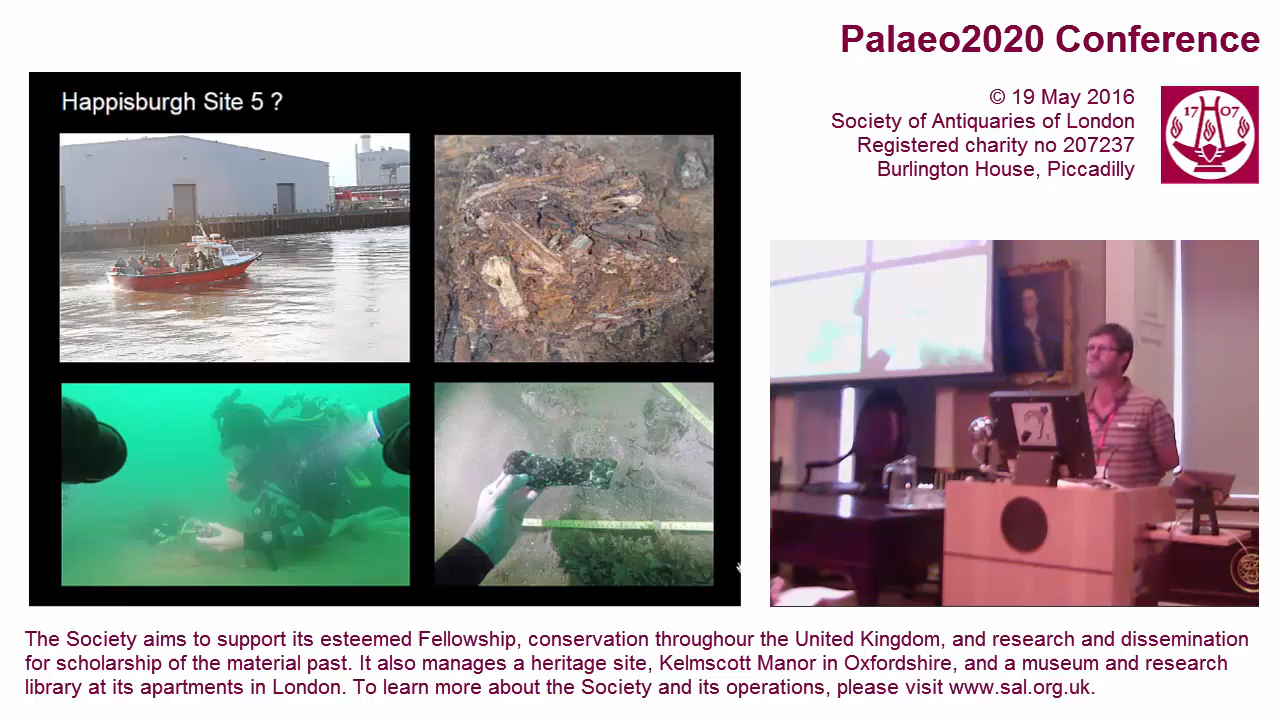 Palaeo2020 Conference
Happisburgh Site 5 ?
© 19 May 2016
Society of Antiquaries of London
Registered charity no 207237
Burlington House, Piccadilly
17 07
The Society aims to support its esteemed Fellowship, conservation throughour the United Kingdom, and research and dissemination
for scholarship of the material past. It also manages a heritage site, Kelmscott Manor in Oxfordshire, and a museum and research
library at its apartments in London. To learn more about the Society and its operations, please visit www.sal.org.uk.